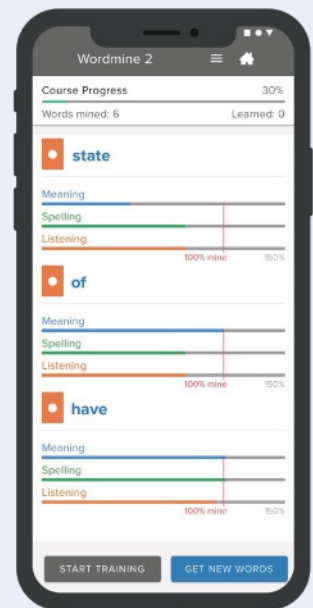 Wordmine 2
Course Progress 30%
Words mined: 6 Learned: 0
state
Meaning
Spelling
Listening
100% mine 150%
of
Meaning
Spelling
Listening
100% mine 150%
have
Meaning
Spelling
Listening
100% mine 150%
START TRAINING GET NEW WORDS